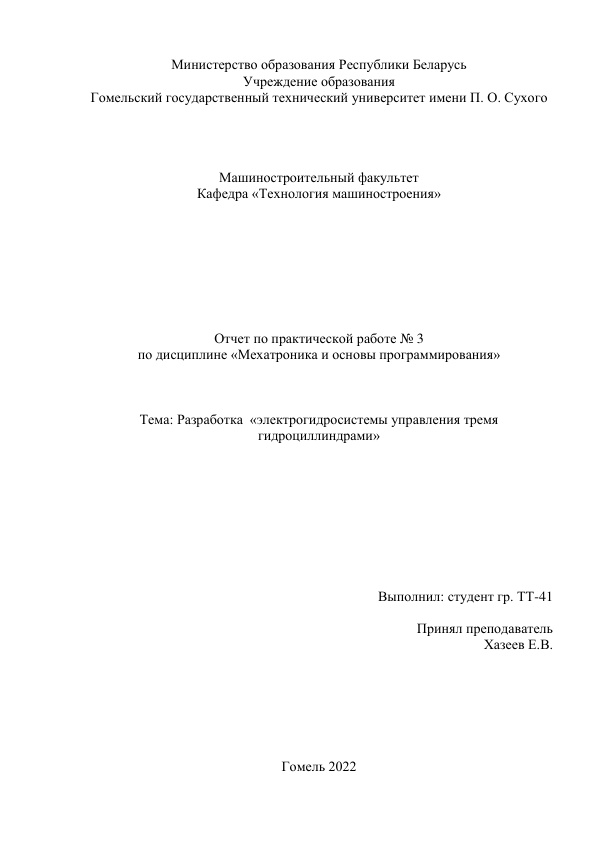 Министерство образования Республики Беларусь
Учреждение образования
Гомельский государственный технический университет имени П. О. Сухого
Машиностроительный факультет
Кафедра «Технология машиностроения»
Отчет по практической работе № 3
по дисциплине «Мехатроника и основы программирования»
Тема: Разработка «электрогидросистемы управления тремя
гидроциллиндрами»
Выполнил: студент гр. ТТ-41
Принял преподаватель
Хазеев Е.В.
Гомель 2022